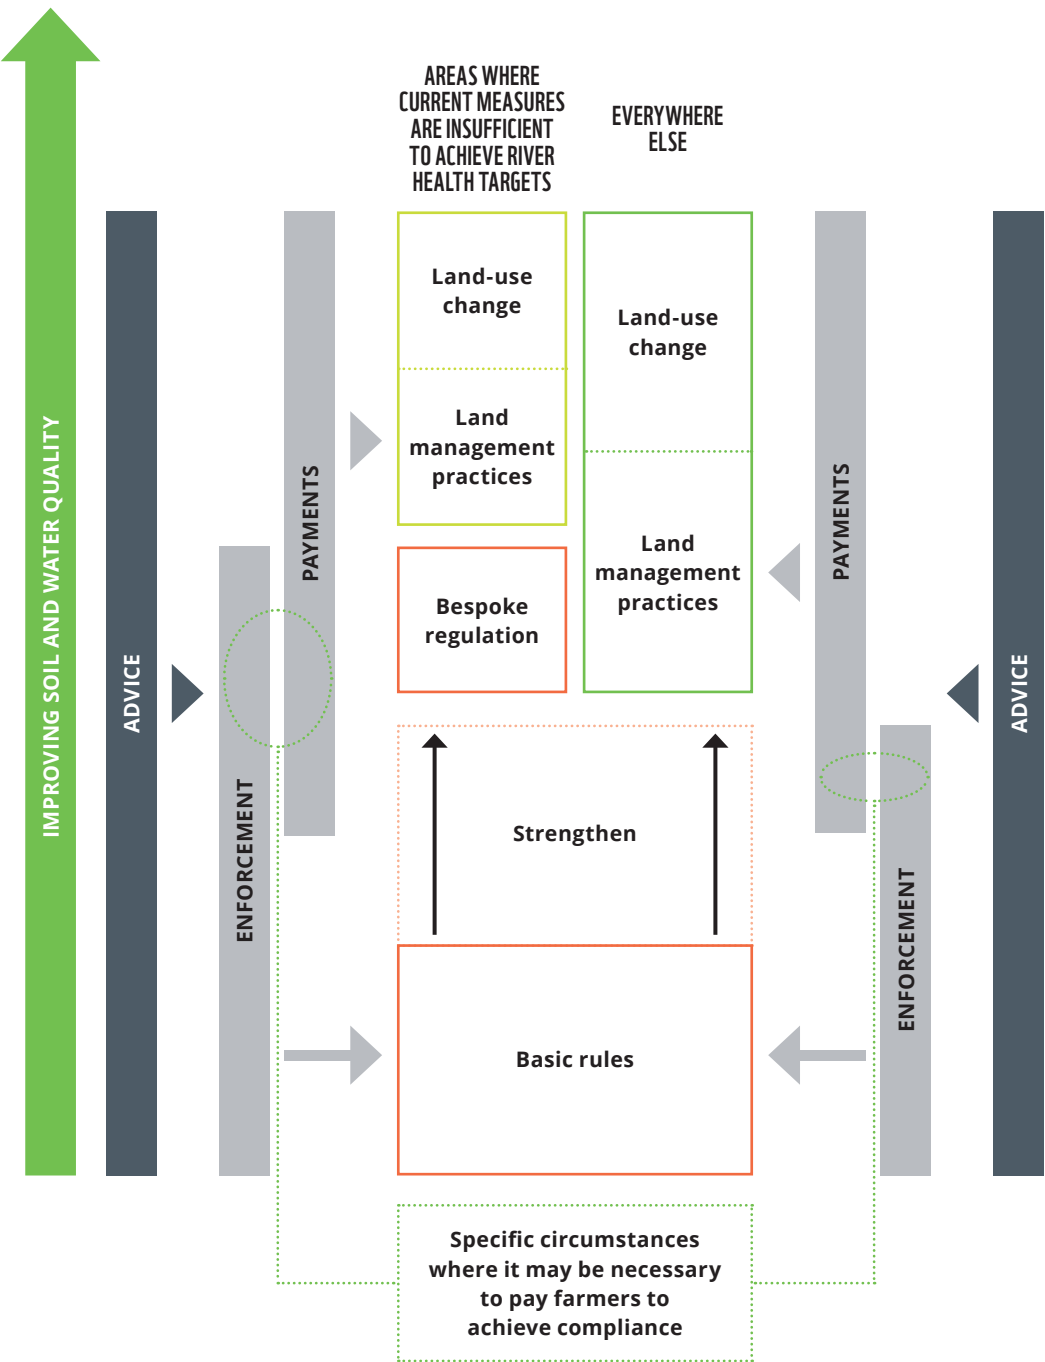 AREAS WHERE
CURRENT MEASURES
ARE INSUFFICIENT
TO ACHIEVE RIVER
HEALTH TARGETS
EVERYWHERE
ELSE
IMPROVING SOIL AND WATER QUALITY
ADVICE
ENFORCEMENT
PAYMENTS
Land-use
change
Land
management
practices
Bespoke
regulation
Land-use
change
Land
management
practices
Strengthen
Basic rules
PAYMENTS
ENFORCEMENT
ADVICE
Specific circumstances
where it may be necessary
to pay farmers to
achieve compliance